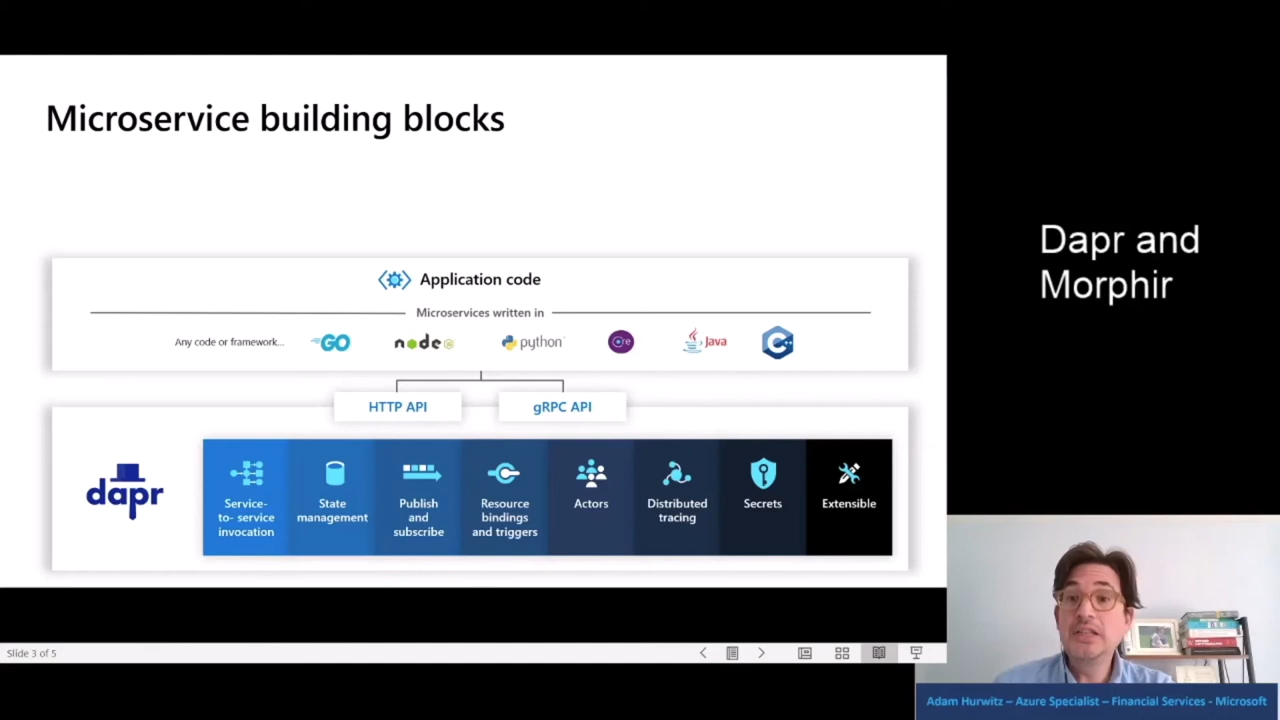 Microservice building blocks
Dapr and
Morphir
Application code
Microservices written in
Any code or framework...
GO
node
python
Core
Java
C++
HTTP API
gRPC API
dapr
Service-
to- service
invocation
State
management
Publish
and
subscribe
Resource
bindings
and triggers
Actors
Distributed
tracing
Secrets
Extensible
Slide 3 of 5
Adam Hurwitz – Azure Specialist – Financial Services - Microsoft